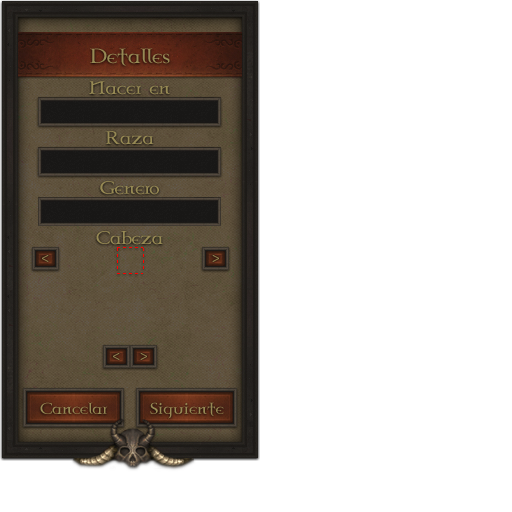 Detalles
Nacer en
Raza
Genero
Cabeza
< >
< >
Cancelar Siguiente